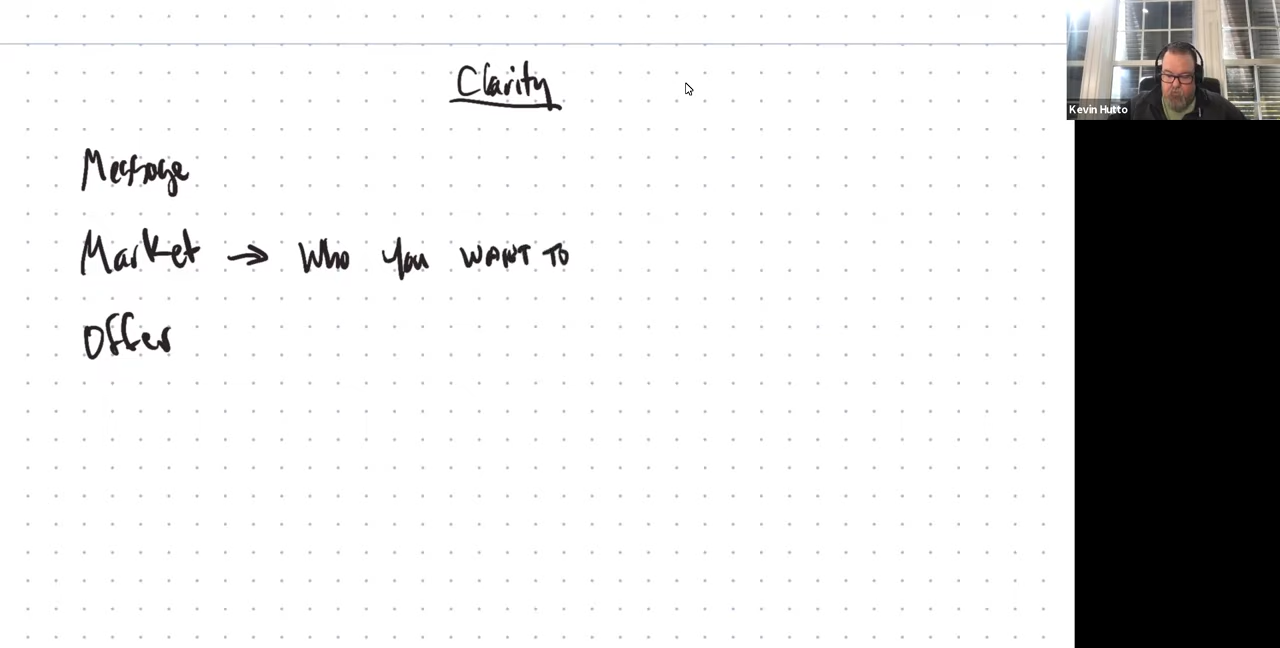 Clarity
Kevin Hutto
Message
Market → Who You WANT TO
Offer